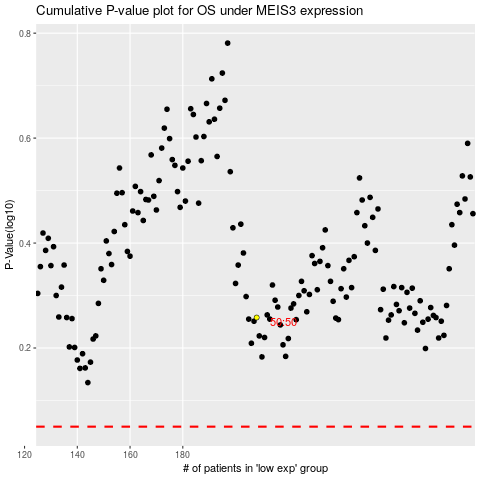 Cumulative P-value plot for OS under MEIS3 expression
P-Value(log10)
0.8
0.6
0.4
0.2
50:50
120 140 160 180
# of patients in 'low exp' group